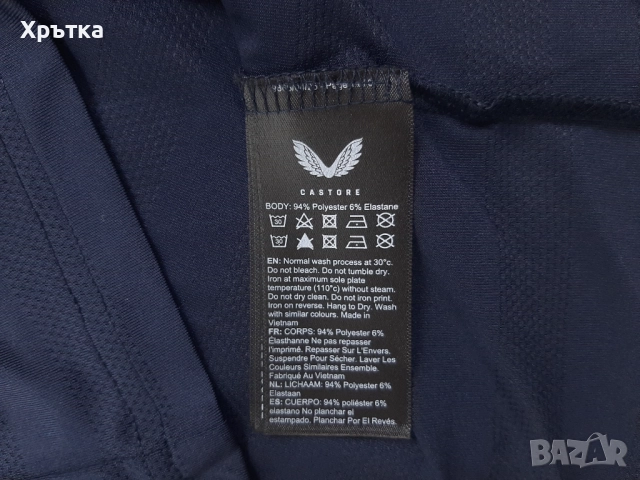 Хрътка
CASTORE
BODY: 94% Polyester 6% Elastane
30
30
EN: Normal wash process at 30°c.
Do not bleach. Do not tumble dry.
Iron at maximum sole plate
temperature (110°c) without steam.
Do not dry clean. Do not iron print.
Iron on reverse. Hang to Dry. Wash
with similar colours. Made in
Vietnam
FR: CORPS: 94% Polyester 6%
Élasthanne Ne pas repasser
l'imprimé. Repasser Sur L'Envers.
Suspendre Pour Sécher. Laver Les
Couleurs Similaires Ensemble.
Fabriqué Au Vietnam
NL: LICHAAM: 94% Polyester 6%
Elastaan
ES: CUERPO: 94% poliéster 6%
elastano No planchar el
estampado. Planchar Por El Revés.
BAZAR